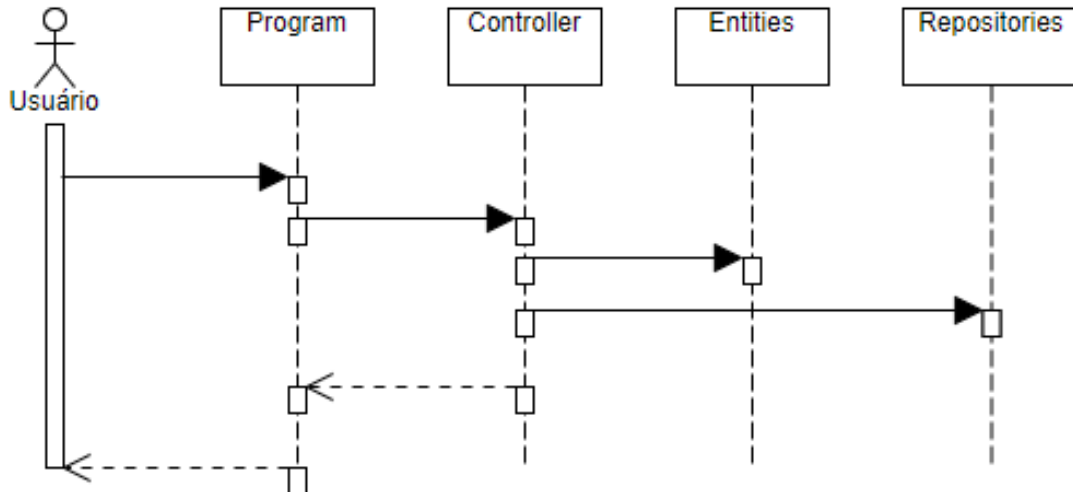 Program
Controller
Entities
Repositories
Usuário